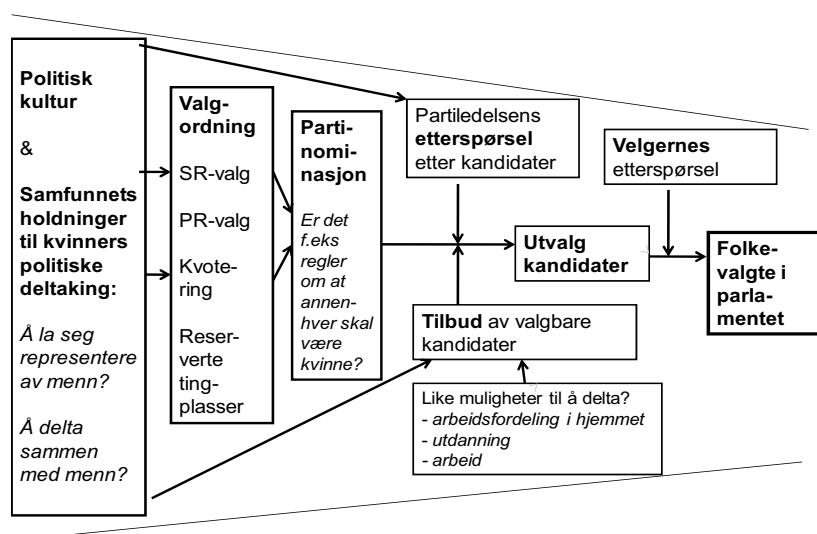 Politisk
kultur
&
Samfunnets
holdninger
til kvinners
politiske
deltaking:
Å la seg
representere
av menn?
Å delta
sammen
med menn?
Valg-
ordning
SR-valg
PR-valg
Kvote-
ring
Reser-
verte
ting-
plasser
Parti-
nomi-
nasjon
Er det
f.eks
regler
om at
annen-
hver skal
være
kvinne?
Partiledelsens
etterspørsel
etter kandidater
Velgernes
etterspørsel
Utvalg
kandidater
Folke-
valgte i
parla-
mentet
Tilbud av valgbare
kandidater
Like muligheter til å delta?
- arbeidsfordeling i hjemmet
- utdanning
- arbeid